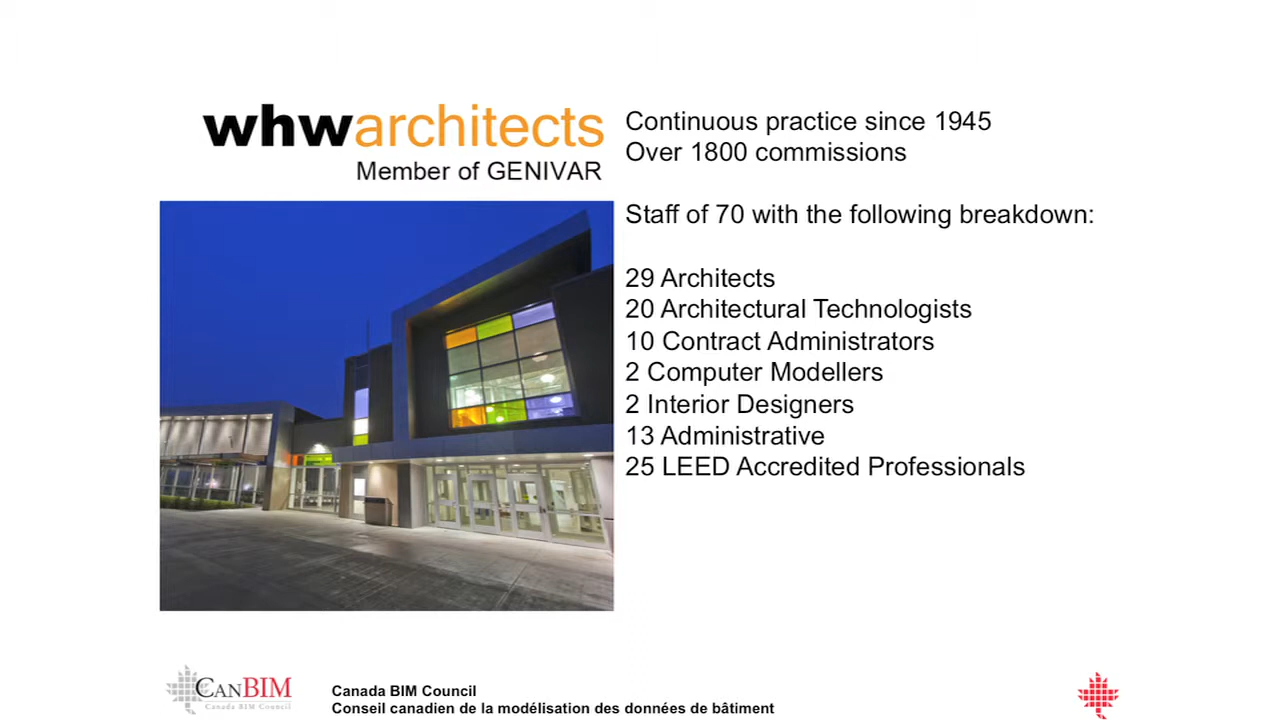 whwarchitects
Member of GENIVAR
Continuous practice since 1945
Over 1800 commissions
Staff of 70 with the following breakdown:
29 Architects
20 Architectural Technologists
10 Contract Administrators
2 Computer Modellers
2 Interior Designers
13 Administrative
25 LEED Accredited Professionals
CANBIM
Canada BIM Council
Canada BIM Council
Conseil canadien de la modélisation des données de bâtiment